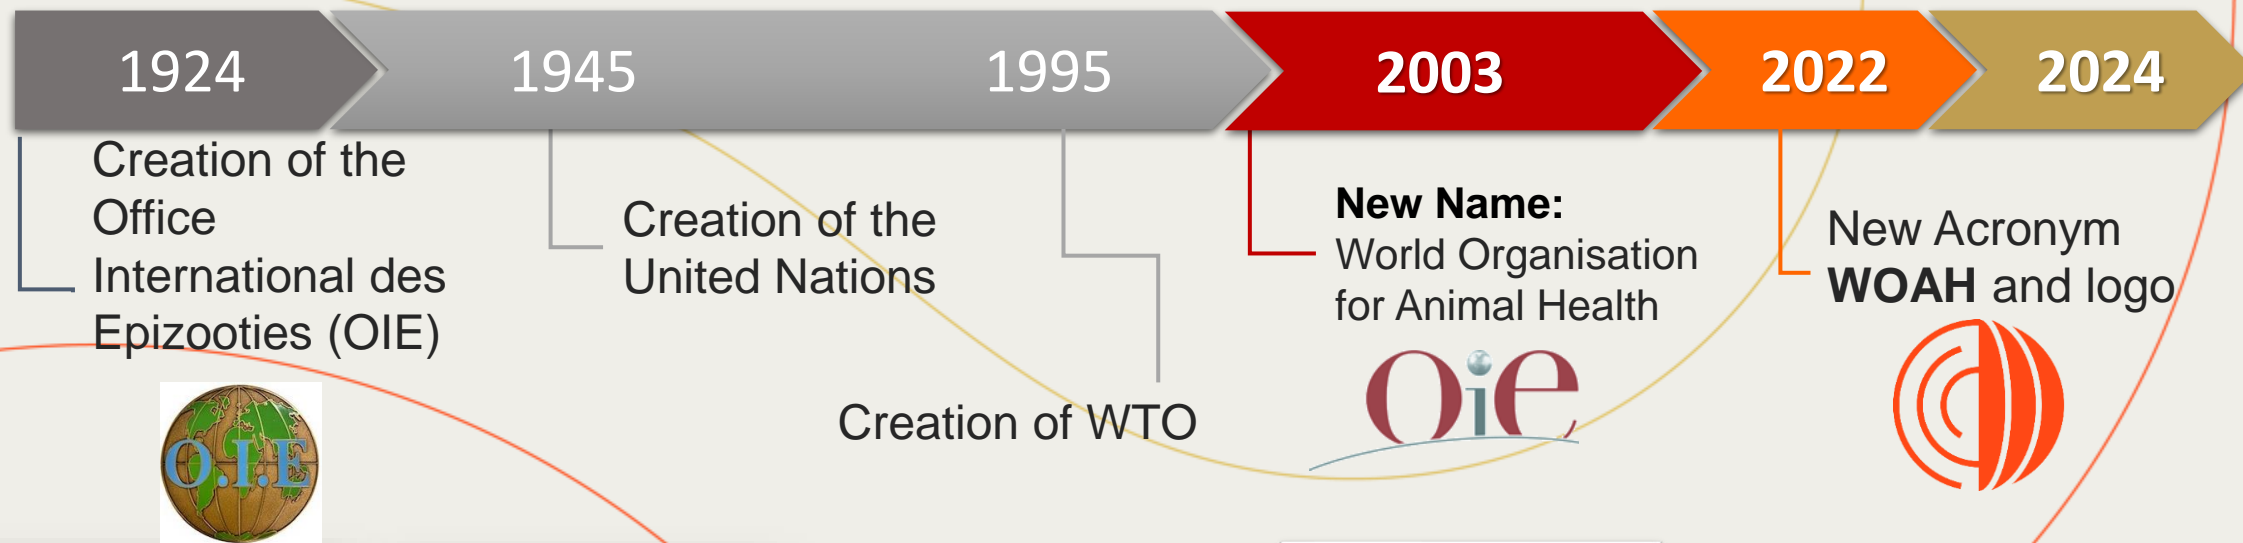 1924
1945
1995
2003
2022
2024
Creation of the
Office
International des
Epizooties (OIE)
O.I.E
Creation of the
United Nations
Creation of WTO
New Name:
World Organisation
for Animal Health
Oie
New Acronym
WOAH and logo